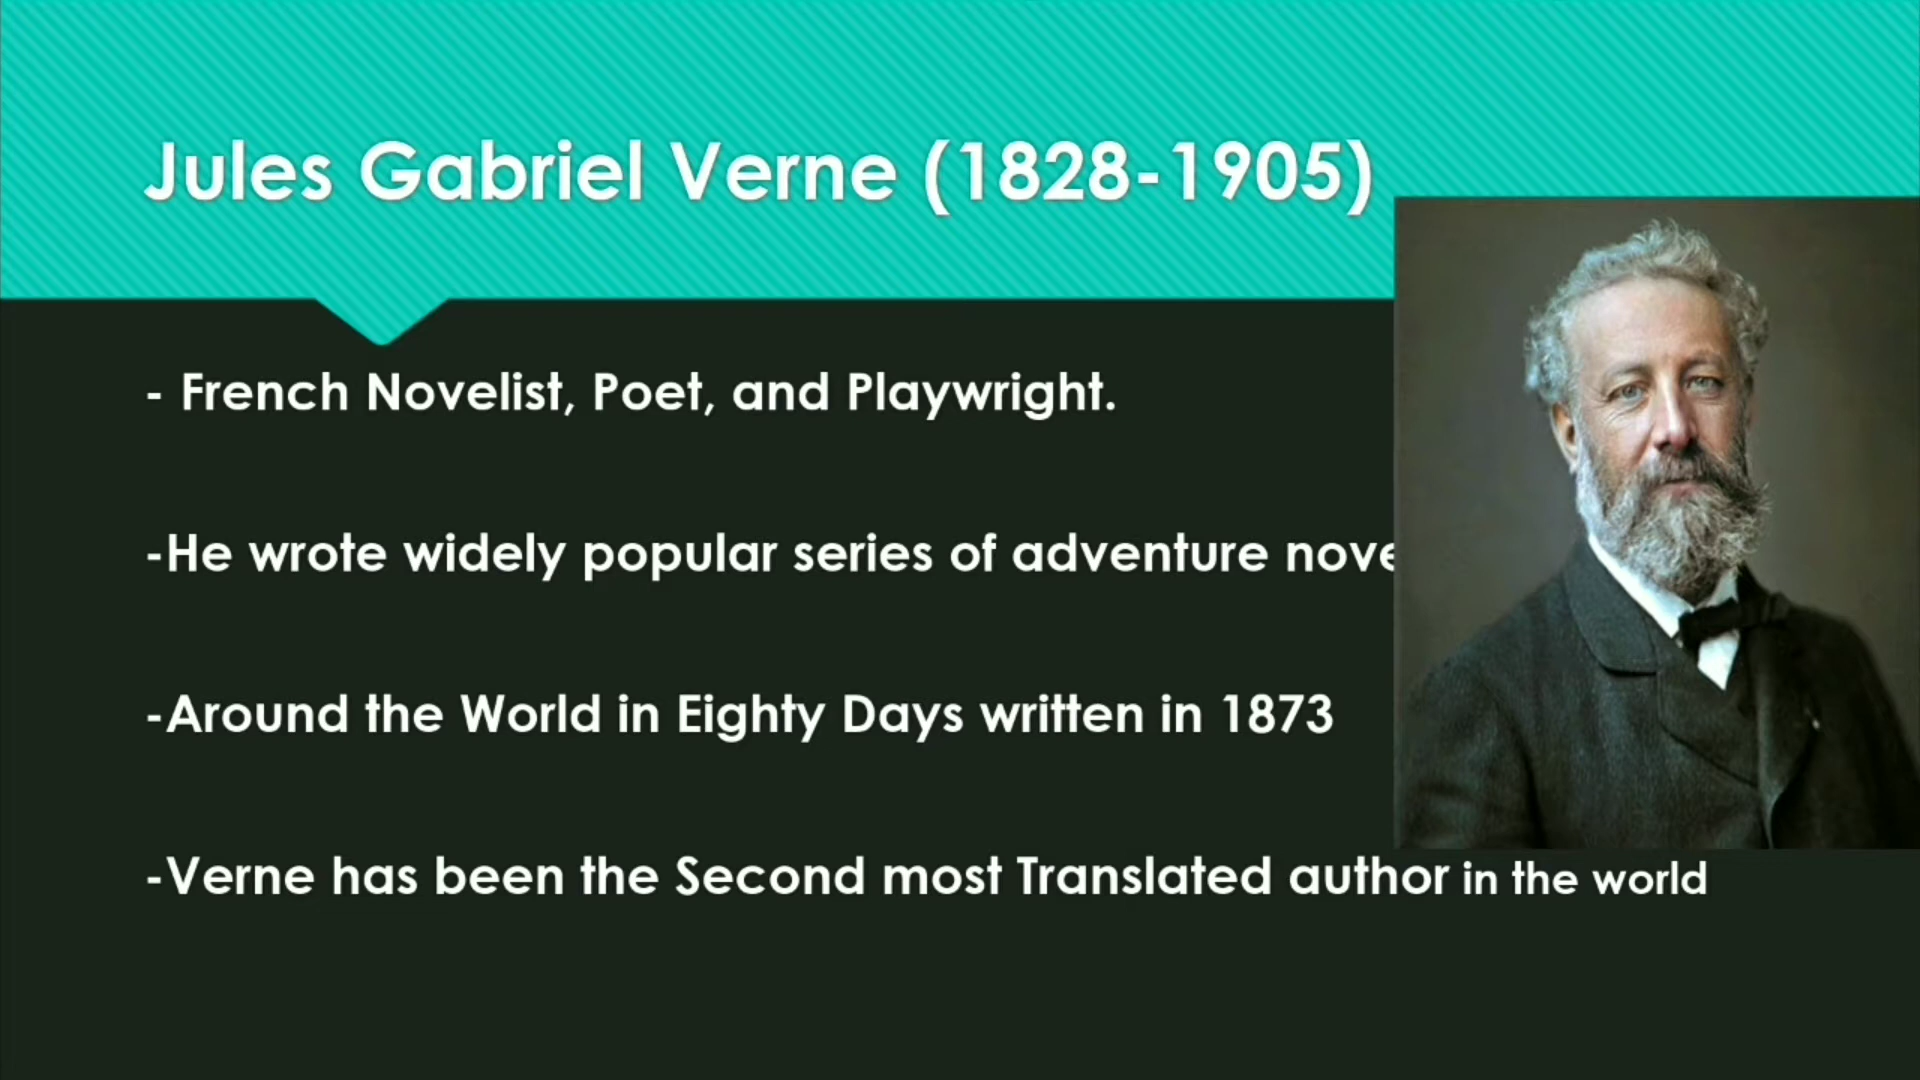 Jules Gabriel Verne (1828-1905)
- French Novelist, Poet, and Playwright.
-He wrote widely popular series of adventure nove
-Around the World in Eighty Days written in 1873
-Verne has been the Second most Translated author in the world